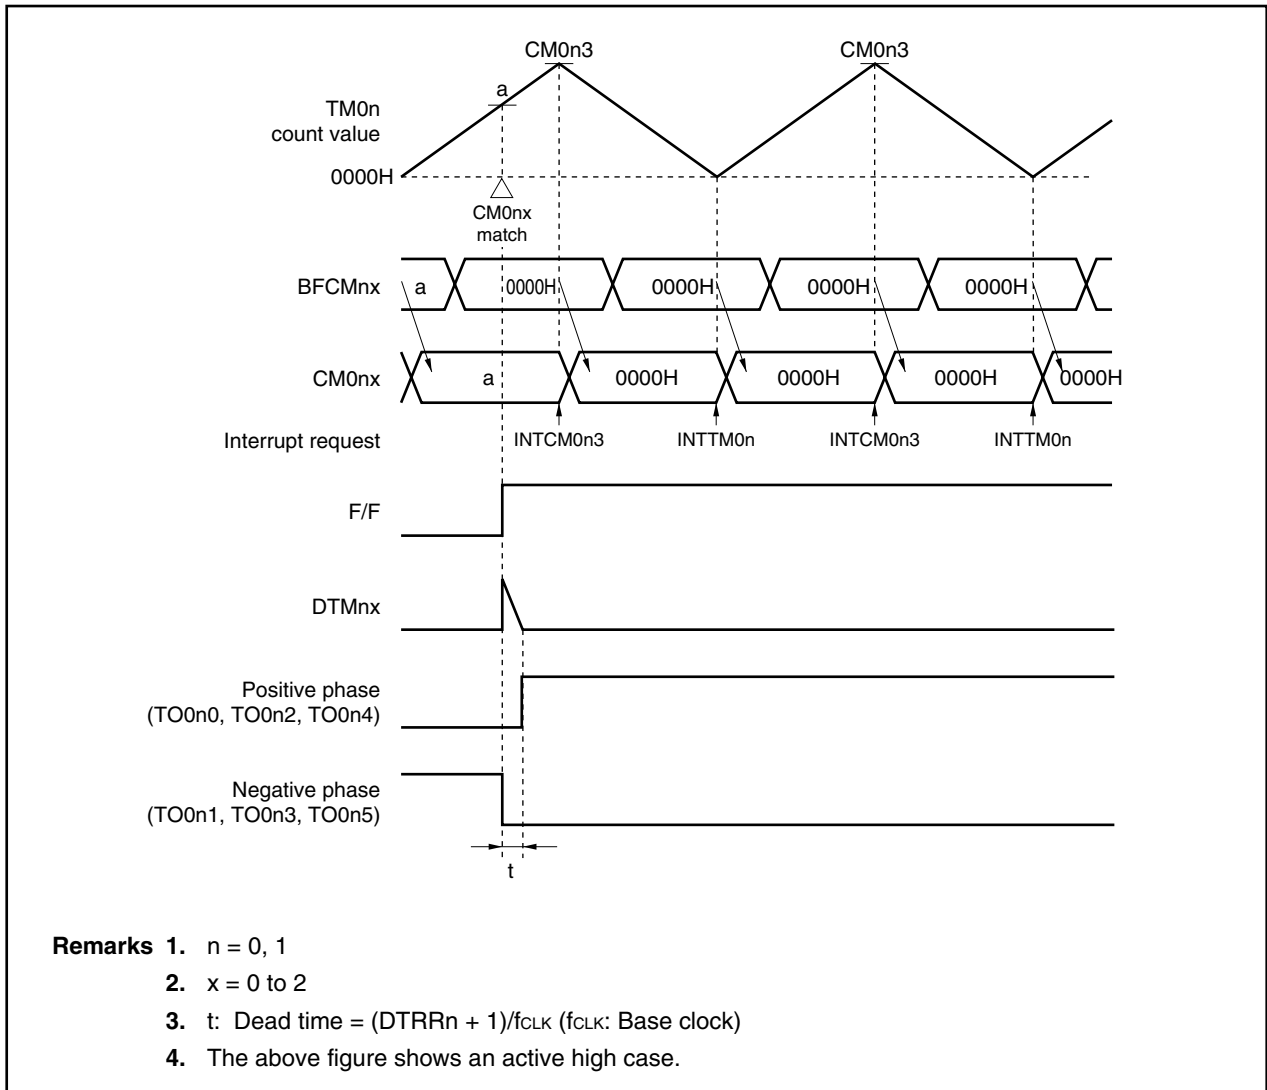 CM0n3 CM0n3
a
TM0n
count value
0000H
CM0nx
match
BFCMnx a 0000H 0000H 0000H 0000H
CM0nx a 0000H 0000H 0000H 0000H
Interrupt request INTCM0n3 INTTM0n INTCM0n3 INTTM0n
F/F
DTMnx
Positive phase
(TO0n0, TO0n2, TO0n4)
Negative phase
(TO0n1, TO0n3, TO0n5)
t
Remarks 1. n = 0, 1
2. x = 0 to 2
3. t: Dead time = (DTRRn + 1)/fCLK (fCLK: Base clock)
4. The above figure shows an active high case.